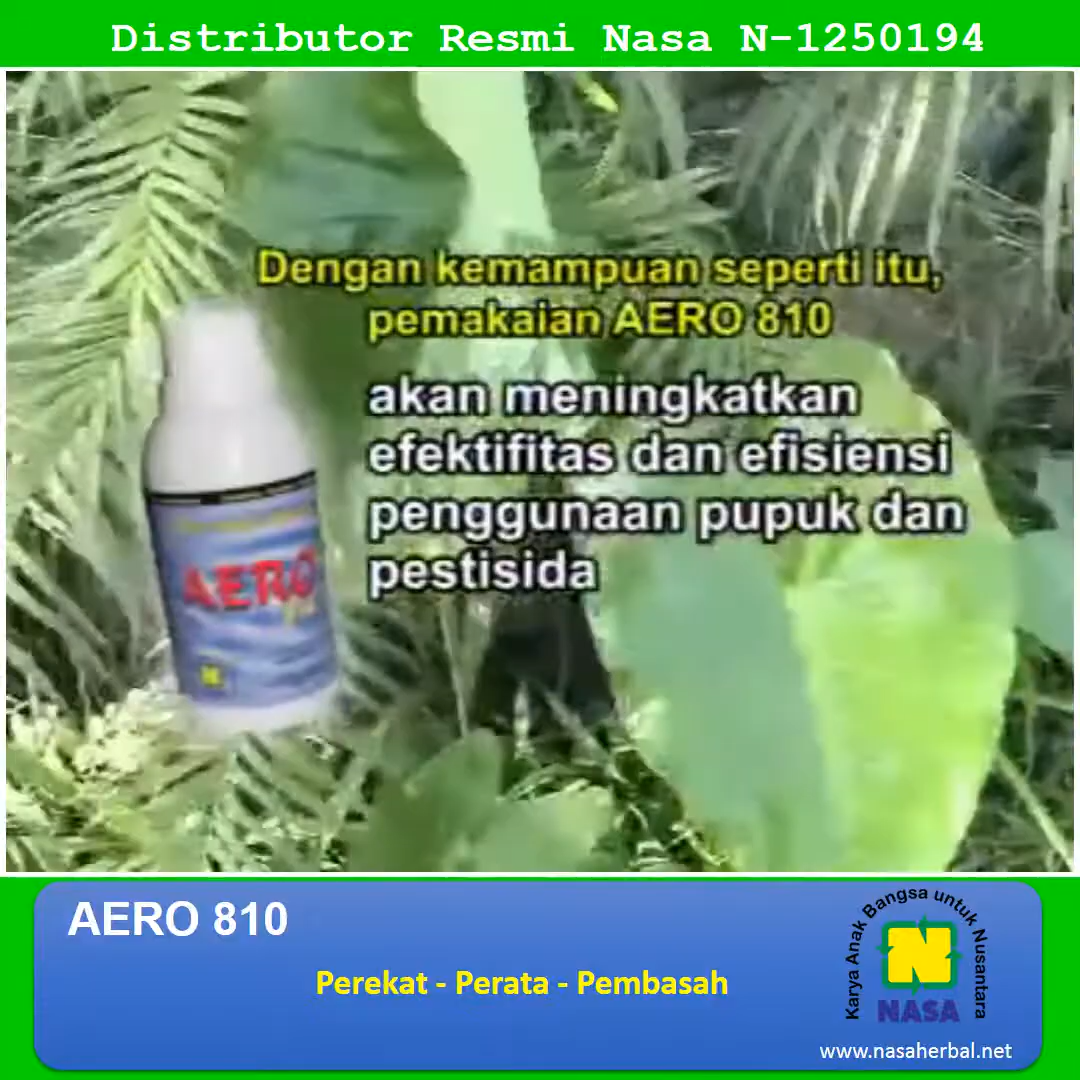 Distributor Resmi Nasa N-1250194
Dengan kemampuan seperti itu,
pemakaian AERO 810
akan meningkatkan
efektifitas dan efisiensi
penggunaan pupuk dan
pestisida
AERO
AERO 810
Perekat - Perata - Pembasah
Karya Anak Bangsa untuk Nusantara
N
NASA
www.nasaherbal.net